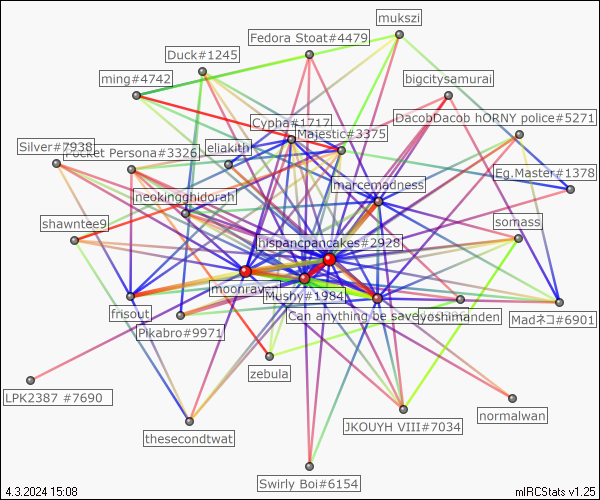 mukszi
Fedora Stoat#4479
Duck#1245
ming#4742
bigcitysamurai
Cypha#1717
DacobDacob hORNY police#5271
Majestic#3375
Silver#7938
Pocket Persona#3326
eliakith
Eg.Master#1378
marcemadness
neokingghidorah
shawntee9
somass
hispancpancakes#2928
moonraven
Mushy#1984
frisout
Can anything be save
yoshimanden
Madネコ#6901
Pikabro#9971
zebula
LPK2387 #7690
normalwan
JKOUYH VIII#7034
thesecondtwat
Swirly Boi#6154
4.3.2024 15:08
mIRCStats v1.25